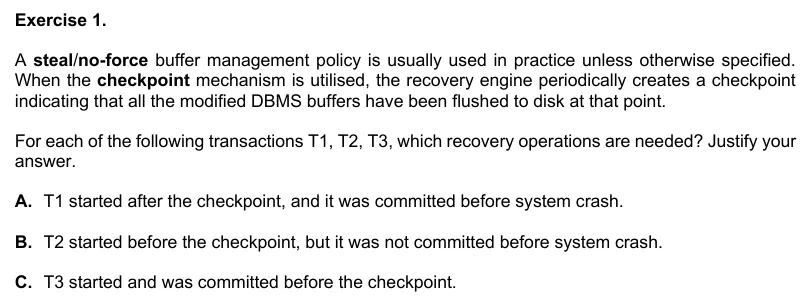 Exercise 1.
A steal/no-force buffer management policy is usually used in practice unless otherwise specified.
When the checkpoint mechanism is utilised, the recovery engine periodically creates a checkpoint
indicating that all the modified DBMS buffers have been flushed to disk at that point.
For each of the following transactions T1, T2, T3, which recovery operations are needed? Justify your
answer.
A. T1 started after the checkpoint, and it was committed before system crash.
B. T2 started before the checkpoint, but it was not committed before system crash.
C. T3 started and was committed before the checkpoint.